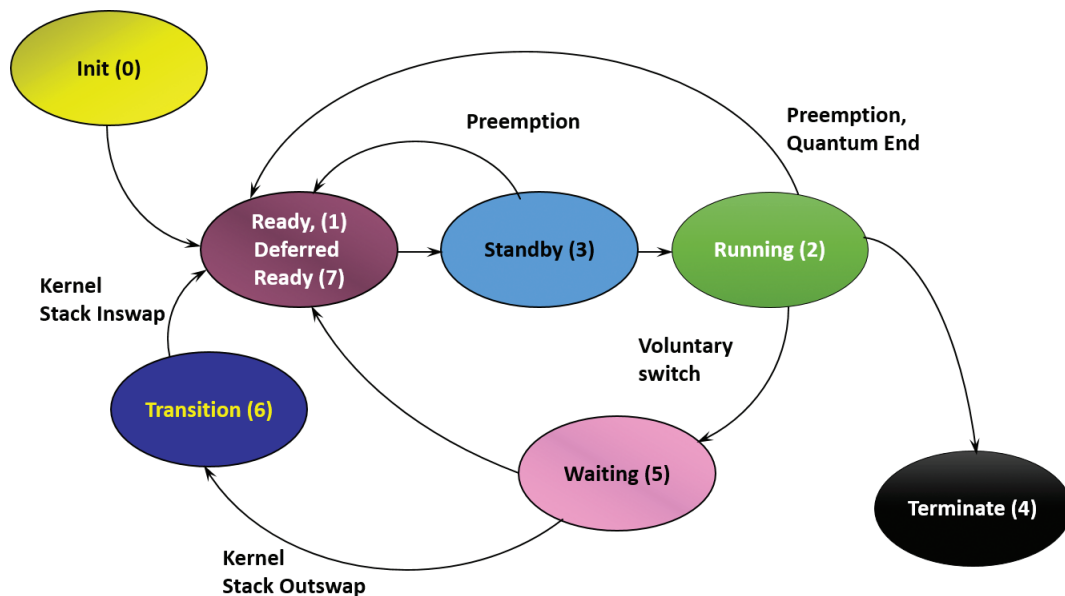 Init (0)
Preemption
Preemption,
Quantum End
Ready, (1)
Deferred
Ready (7)
Standby (3)
Running (2)
Kernel
Stack Inswap
Voluntary
switch
Transition (6)
Waiting (5)
Terminate (4)
Kernel
Stack Outswap